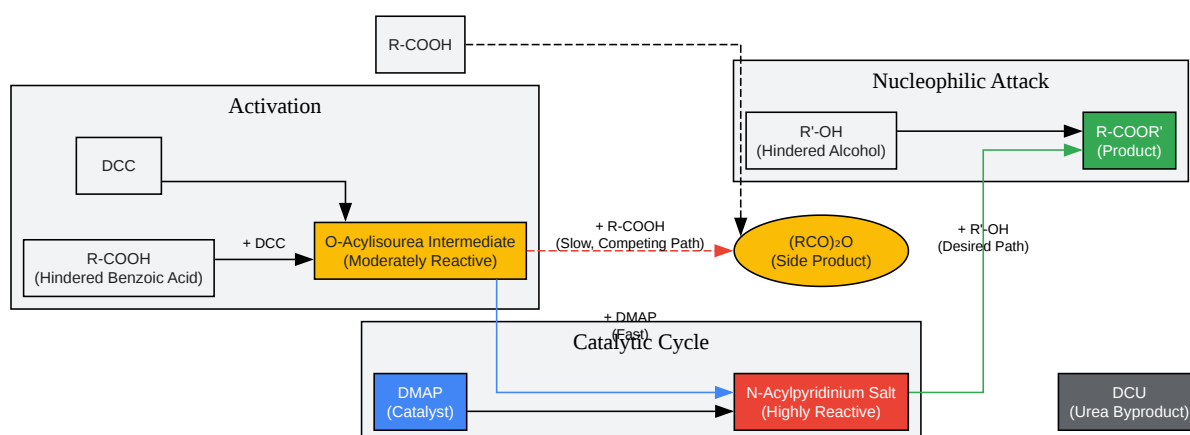 R-COOH
Activation
Nucleophilic Attack
DCC
R'-OH
(Hindered Alcohol)
R-COOR'
(Product)
R-COOH
(Hindered Benzoic Acid)
+ DCC
O-Acylisourea Intermediate
(Moderately Reactive)
+ R-COOH
(Slow, Competing Path)
(RCO)₂O
(Side Product)
+ R'-OH
(Desired Path)
+ DMAP
(Fast)
Catalytic Cycle
DMAP
(Catalyst)
N-Acylpyridinium Salt
(Highly Reactive)
DCU
(Urea Byproduct)